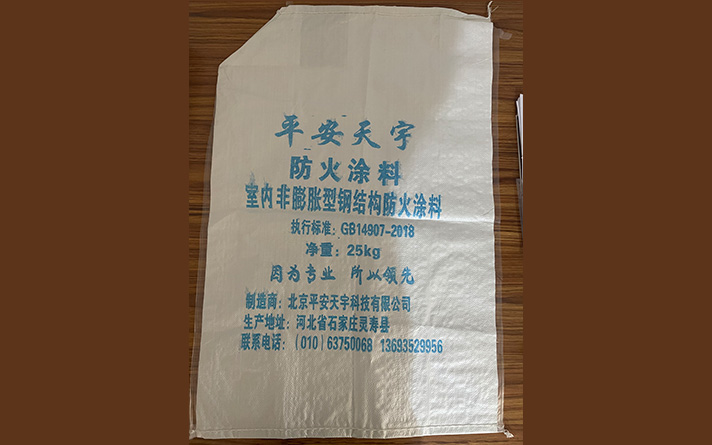 平安天宇
防火涂料
室内非膨胀型钢结构防火涂料
执行标准：GB14907-2018
净重：25kg
因为专业 所以领先
制造商：北京平安天宇科技有限公司
生产地址：河北省石家庄灵寿县
联系电话：（010）63750068 13693529956